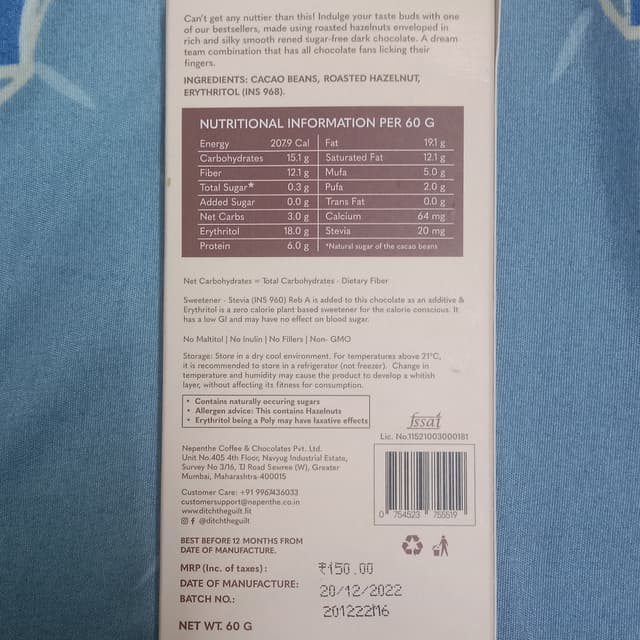 Can't get any nuttier than this! Indulge your taste buds with one
of our bestsellers, made using roasted hazelnuts enveloped in
rich and silky smooth rened sugar-free dark chocolate. A dream
team combination that has all chocolate fans licking their
fingers.
INGREDIENTS: CACAO BEANS, ROASTED HAZELNUT,
ERYTHRITOL (INS 968).
NUTRITIONAL INFORMATION PER 60 G
Energy 207.9 Cal Fat 19.1 g
Carbohydrates 15.1 g Saturated Fat 12.1 g
Fiber 12.1 g Mufa 5.0 g
Total Sugar* 0.3 g Pufa 2.0 g
Added Sugar 0.0 g Trans Fat 0.0 g
Net Carbs 3.0 g Calcium 64 mg
Erythritol 18.0 g Stevia 20 mg
Protein 6.0 g *Natural sugar of the cacao beans
Net Carbohydrates = Total Carbohydrates - Dietary Fiber
Sweetener - Stevia (INS 960) Reb A is added to this chocolate as an additive &
Erythritol is a zero calorie plant based sweetener for the calorie conscious. It
has a low GI and may have no effect on blood sugar.
No Maltitol | No Inulin | No Fillers | Non- GMO
Storage: Store in a dry cool environment. For temperatures above 21°C,
it is recommended to store in a refrigerator (not freezer). Change in
temperature and humidity may cause the product to develop a whitish
layer, without affecting its fitness for consumption.
• Contains naturally occuring sugars
• Allergen advice: This contains Hazelnuts
• Erythritol being a Poly may have laxative effects
fssai
Lic. No.11521003000181
Nepenthe Coffee & Chocolates Pvt. Ltd.
Unit No.405 4th Floor, Navyug Industrial Estate,
Survey No 3/16, TJ Road Sewree (W), Greater
Mumbai, Maharashtra-400015
Customer Care: +91 9967436033
customersupport@nepenthe.co.in
www.ditchtheguilt.in
@ditchtheguilt
0 754523 755519
BEST BEFORE 12 MONTHS FROM
DATE OF MANUFACTURE.
MRP (Inc. of taxes) : ₹150.00
DATE OF MANUFACTURE: 20/12/2022
BATCH NO.: 201222M6
NET WT. 60 G